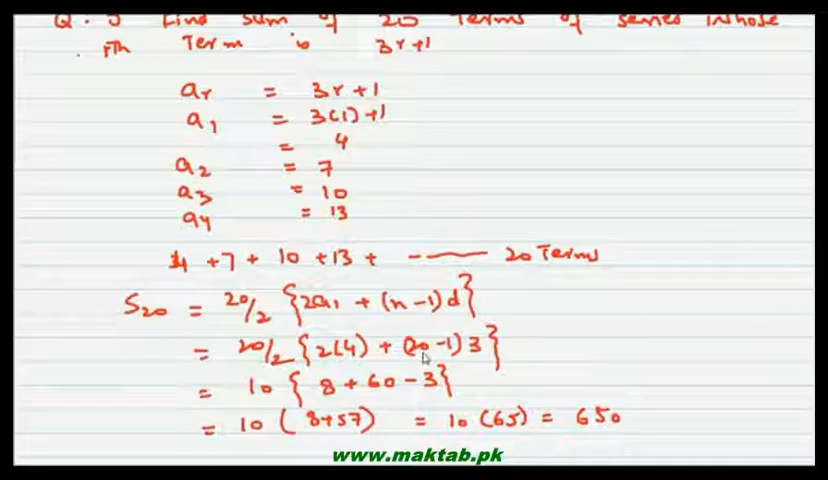 Q. 3 Find sum of 20 Terms of series whose
rth Term is 3r+1
ar = 3r+1
a1 = 3(1)+1
= 4
a2 = 7
a3 = 10
a4 = 13
4 +7 + 10 +13 + ------ 20 Terms
S20 = 20/2 {2a1 + (n-1)d}
= 20/2 {2(4) + (20-1)3}
= 10 { 8+60-3}
= 10 ( 8+57) = 10 (65) = 650
www.maktab.pk